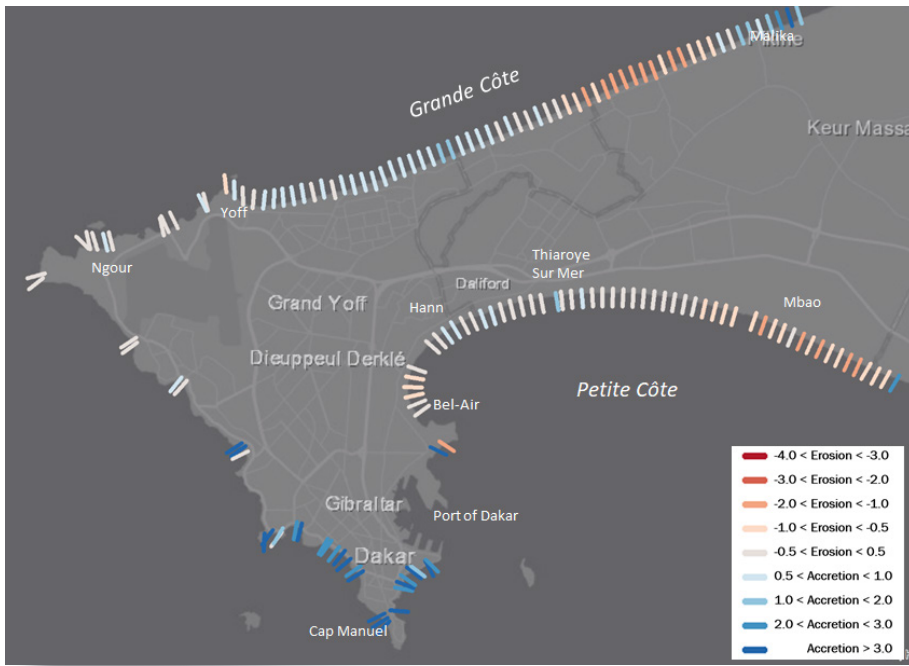 Malika
Pikine
Grande Côte
Keur Massa
Yoff
Ngour
Thiaroye
Sur Mer
Daliford
Mbao
Grand Yoff
Hann
Dieuppeul Derklé
Petite Côte
Bel-Air
Gibraltar
Port of Dakar
Dakar
Cap Manuel
-4.0 < Erosion < -3.0
-3.0 < Erosion < -2.0
-2.0 < Erosion < -1.0
-1.0 < Erosion < -0.5
-0.5 < Erosion < 0.5
0.5 < Accretion < 1.0
1.0 < Accretion < 2.0
2.0 < Accretion < 3.0
Accretion > 3.0